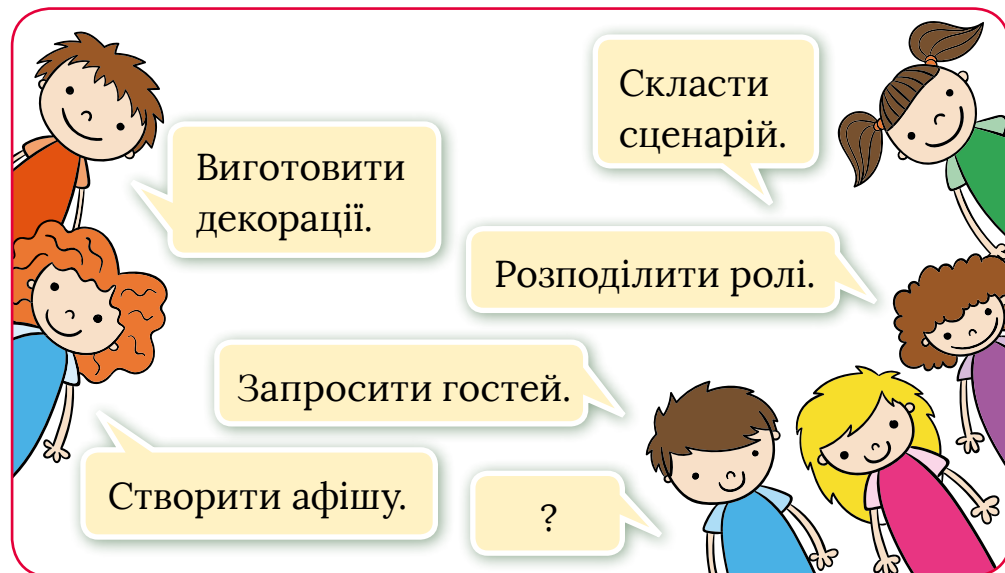 Скласти
сценарій.
Виготовити
декорації.
Розподілити ролі.
Запросити гостей.
Створити афішу.
?